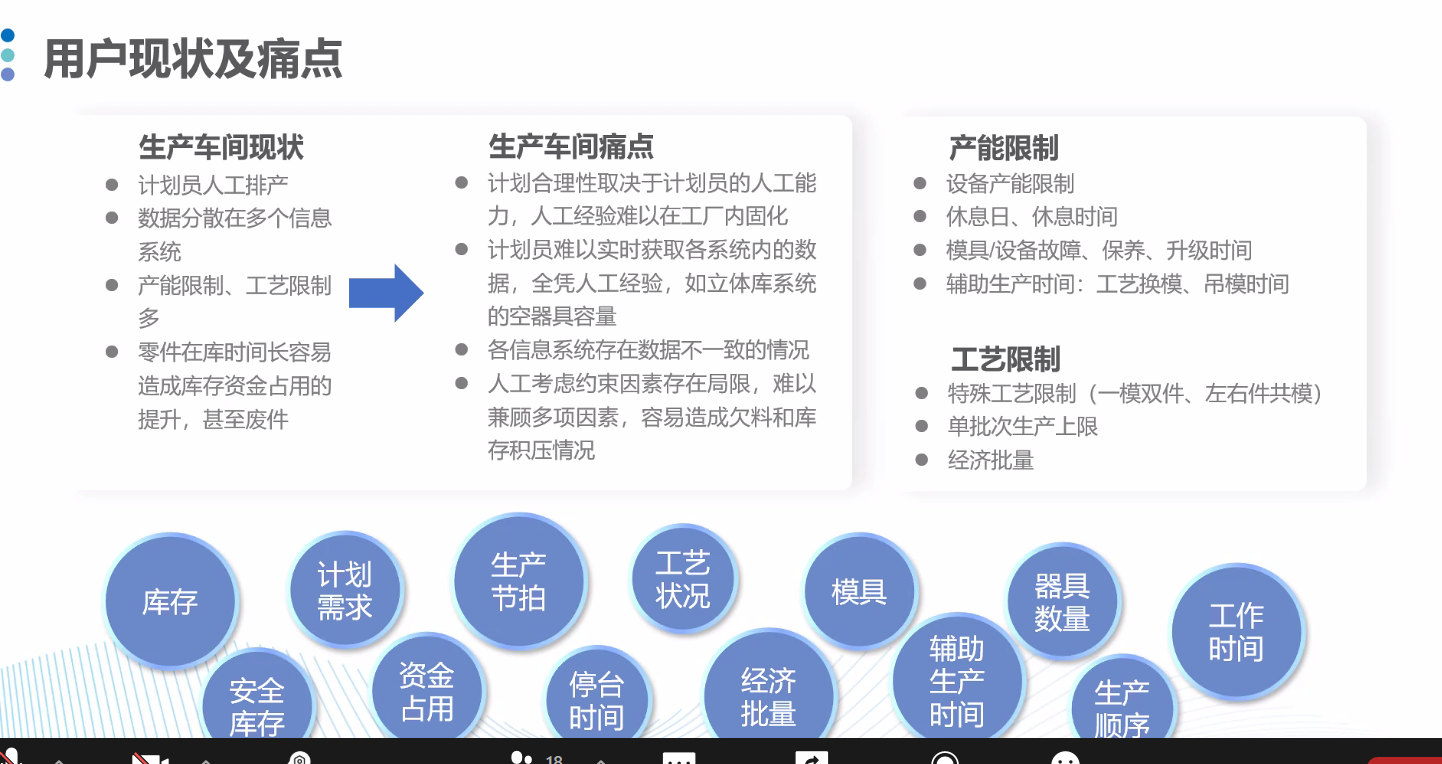 用户现状及痛点
生产车间现状
计划员人工排产
数据分散在多个信息
系统
产能限制、工艺限制
多
零件在库时间长容易
造成库存资金占用的
提升，甚至废件
生产车间痛点
计划合理性取决于计划员的人工能
力，人工经验难以在工厂内固化
计划员难以实时获取各系统内的数
据，全凭人工经验，如立体库系统
的空器具容量
各信息系统存在数据不一致的情况
人工考虑约束因素存在局限，难以
兼顾多项因素，容易造成欠料和库
存积压情况
产能限制
设备产能限制
休息日、休息时间
模具/设备故障、保养、升级时间
辅助生产时间：工艺换模、吊模时间
工艺限制
特殊工艺限制（一模双件、左右件共模）
单批次生产上限
经济批量
库存
计划
需求
生产
节拍
工艺
状况
模具
器具
数量
工作
时间
安全
库存
资金
占用
停台
时间
经济
批量
辅助
生产
时间
生产
顺序
18